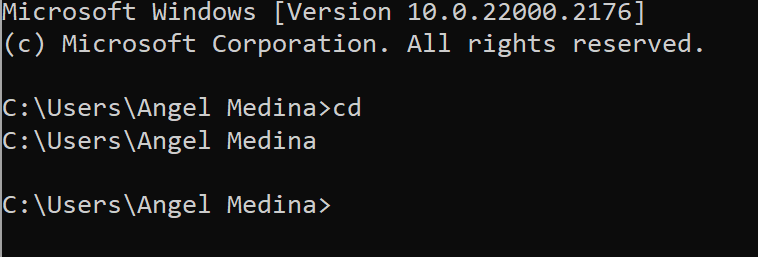 Microsoft Windows [Version 10.0.22000.2176]
(c) Microsoft Corporation. All rights reserved.
C:\Users\Angel Medina>cd
C:\Users\Angel Medina
C:\Users\Angel Medina>